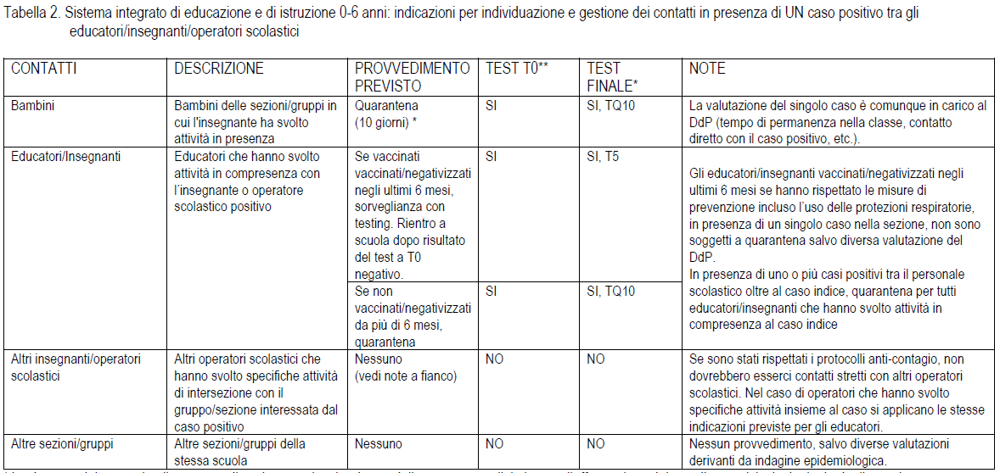 Tabella 2. Sistema integrato di educazione e di istruzione 0-6 anni: indicazioni per individuazione e gestione dei contatti in presenza di UN caso positivo tra gli
educatori/insegnanti/operatori scolastici
CONTATTI
DESCRIZIONE
PROVVEDIMENTO
PREVISTO
TEST T0**
TEST
FINALE*
NOTE
Bambini
Bambini delle sezioni/gruppi in
cui l'insegnante ha svolto
attività in presenza
Quarantena
(10 giorni) *
SI
SI, TQ10
La valutazione del singolo caso è comunque in carico al
DdP (tempo di permanenza nella classe, contatto
diretto con il caso positivo, etc.).
Educatori/Insegnanti
Educatori che hanno svolto
attività in compresenza con
l'insegnante o operatore
scolastico positivo
Se vaccinati
vaccinati/negativizzati
negli ultimi 6 mesi,
sorveglianza con
testing. Rientro a
scuola dopo risultato
del test a T0
negativo.
SI
SI, T5
Se non
vaccinati/negativizzati
da più di 6 mesi,
quarantena
SI
SI, TQ10
Gli educatori/insegnanti vaccinati/negativizzati negli
ultimi 6 mesi se hanno rispettato le misure di
prevenzione incluso l'uso delle protezioni respiratorie,
in presenza di un singolo caso nella sezione, non sono
soggetti a quarantena salvo diversa valutazione del
DdP.
In presenza di uno o più casi positivi tra il personale
scolastico oltre al caso indice, quarantena per tutti
educatori/insegnanti che hanno svolto attività in
compresenza al caso indice
Altri insegnanti/operatori
scolastici
Altri operatori scolastici che
hanno svolto specifiche attività
di intersezione con il
gruppo/sezione interessata dal
caso positivo
Nessuno
(vedi note a fianco)
NO
NO
Se sono stati rispettati i protocolli anti-contagio, non
dovrebbero esserci contatti stretti con altri operatori
scolastici. Nel caso di operatori che hanno svolto
specifiche attività insieme al caso si applicano le stesse
indicazioni previste per gli educatori.
Altre sezioni/gruppi
Altre sezioni/gruppi della
stessa scuola
Nessuno
NO
NO
Nessun provvedimento, salvo diverse valutazioni
derivanti da indagine epidemiologica.